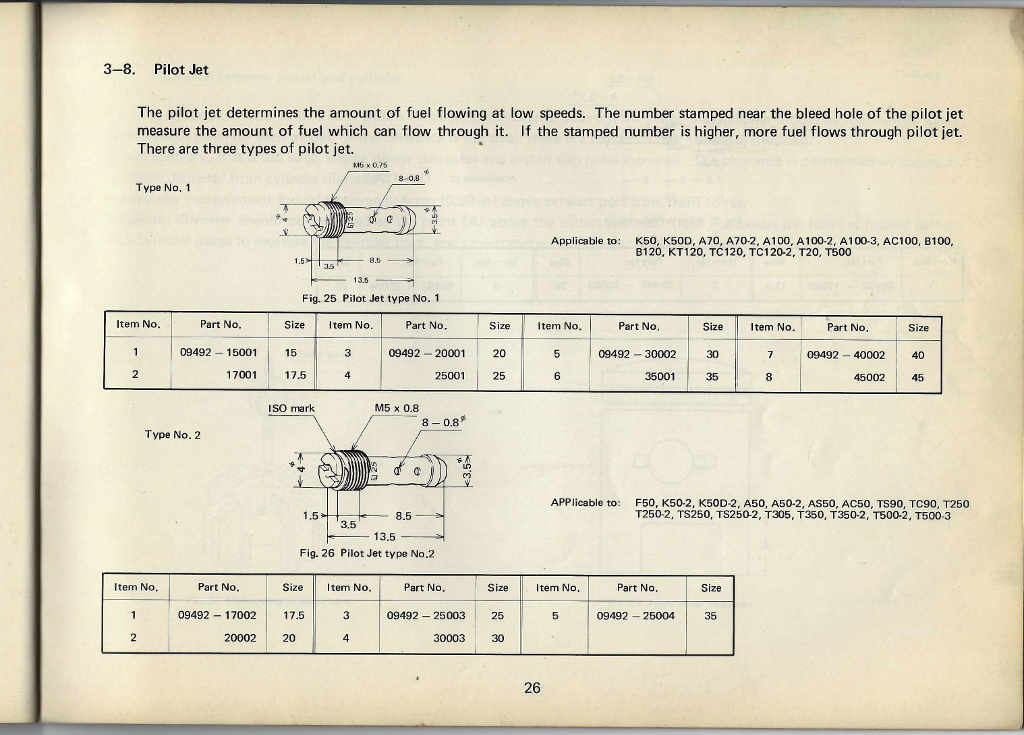 3–8. Pilot Jet
The pilot jet determines the amount of fuel flowing at low speeds. The number stamped near the bleed hole of the pilot jet
measure the amount of fuel which can flow through it. If the stamped number is higher, more fuel flows through pilot jet.
There are three types of pilot jet.
Type No. 1
M5 x 0.75
8–0.8 ø
ø 4
25
ø 3.5
1.5
3.5
8.5
13.5
Applicable to: K50, K50D, A70, A70-2, A100, A100-2, A100-3, AC100, B100,
B120, KT120, TC120, TC120-2, T20, T500
Fig. 25 Pilot Jet type No. 1
Item No. Part No. Size Item No. Part No. Size Item No. Part No. Size Item No. Part No. Size
1 09492 – 15001 15 3 09492 – 20001 20 5 09492 – 30002 30 7 09492 – 40002 40
2 17001 17.5 4 25001 25 6 35001 35 8 45002 45
Type No. 2
ISO mark
M5 x 0.8
8 – 0.8 ø
ø 4
25
ø 3.5
1.5
3.5
8.5
13.5
APPlicable to: F50, K50-2, K50D-2, A50, A50-2, AS50, AC50, TS90, TC90, T250
T250-2, TS250, TS250-2, T305, T350, T350-2, T500-2, T500-3
Fig. 26 Pilot Jet type No.2
Item No. Part No. Size Item No. Part No. Size Item No. Part No. Size
1 09492 – 17002 17.5 3 09492 – 25003 25 5 09492 – 25004 35
2 20002 20 4 30003 30
26